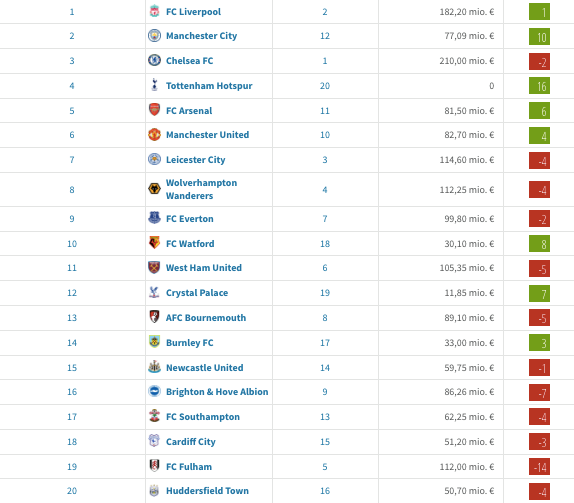 1 FC Liverpool 2 182,20 mio. € 1
2 Manchester City 12 77,09 mio. € 10
3 Chelsea FC 1 210,00 mio. € -2
4 Tottenham Hotspur 20 0 16
5 FC Arsenal 11 81,50 mio. € 6
6 Manchester United 10 82,70 mio. € 4
7 Leicester City 3 114,60 mio. € -4
8 Wolverhampton
Wanderers 4 112,25 mio. € -4
9 FC Everton 7 99,80 mio. € -2
10 FC Watford 18 30,10 mio. € 8
11 West Ham United 6 105,35 mio. € -5
12 Crystal Palace 19 11,85 mio. € 7
13 AFC Bournemouth 8 89,10 mio. € -5
14 Burnley FC 17 33,00 mio. € 3
15 Newcastle United 14 59,75 mio. € -1
16 Brighton & Hove Albion 9 86,26 mio. € -7
17 FC Southampton 13 62,25 mio. € -4
18 Cardiff City 15 51,20 mio. € -3
19 FC Fulham 5 112,00 mio. € -14
20 Huddersfield Town 16 50,70 mio. € -4